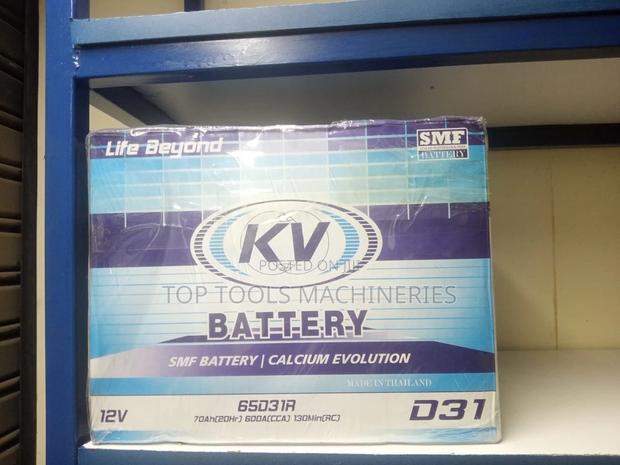 Life Beyond
SMF
BATTERY
KV
POSTED ON JIJI
TOP TOOLS MACHINERIES
BATTERY
SMF BATTERY | CALCIUM EVOLUTION
MADE IN THAILAND
12V
65D31R
70Ah(20Hr) 600A(CCA) 130Min(RC)
D31